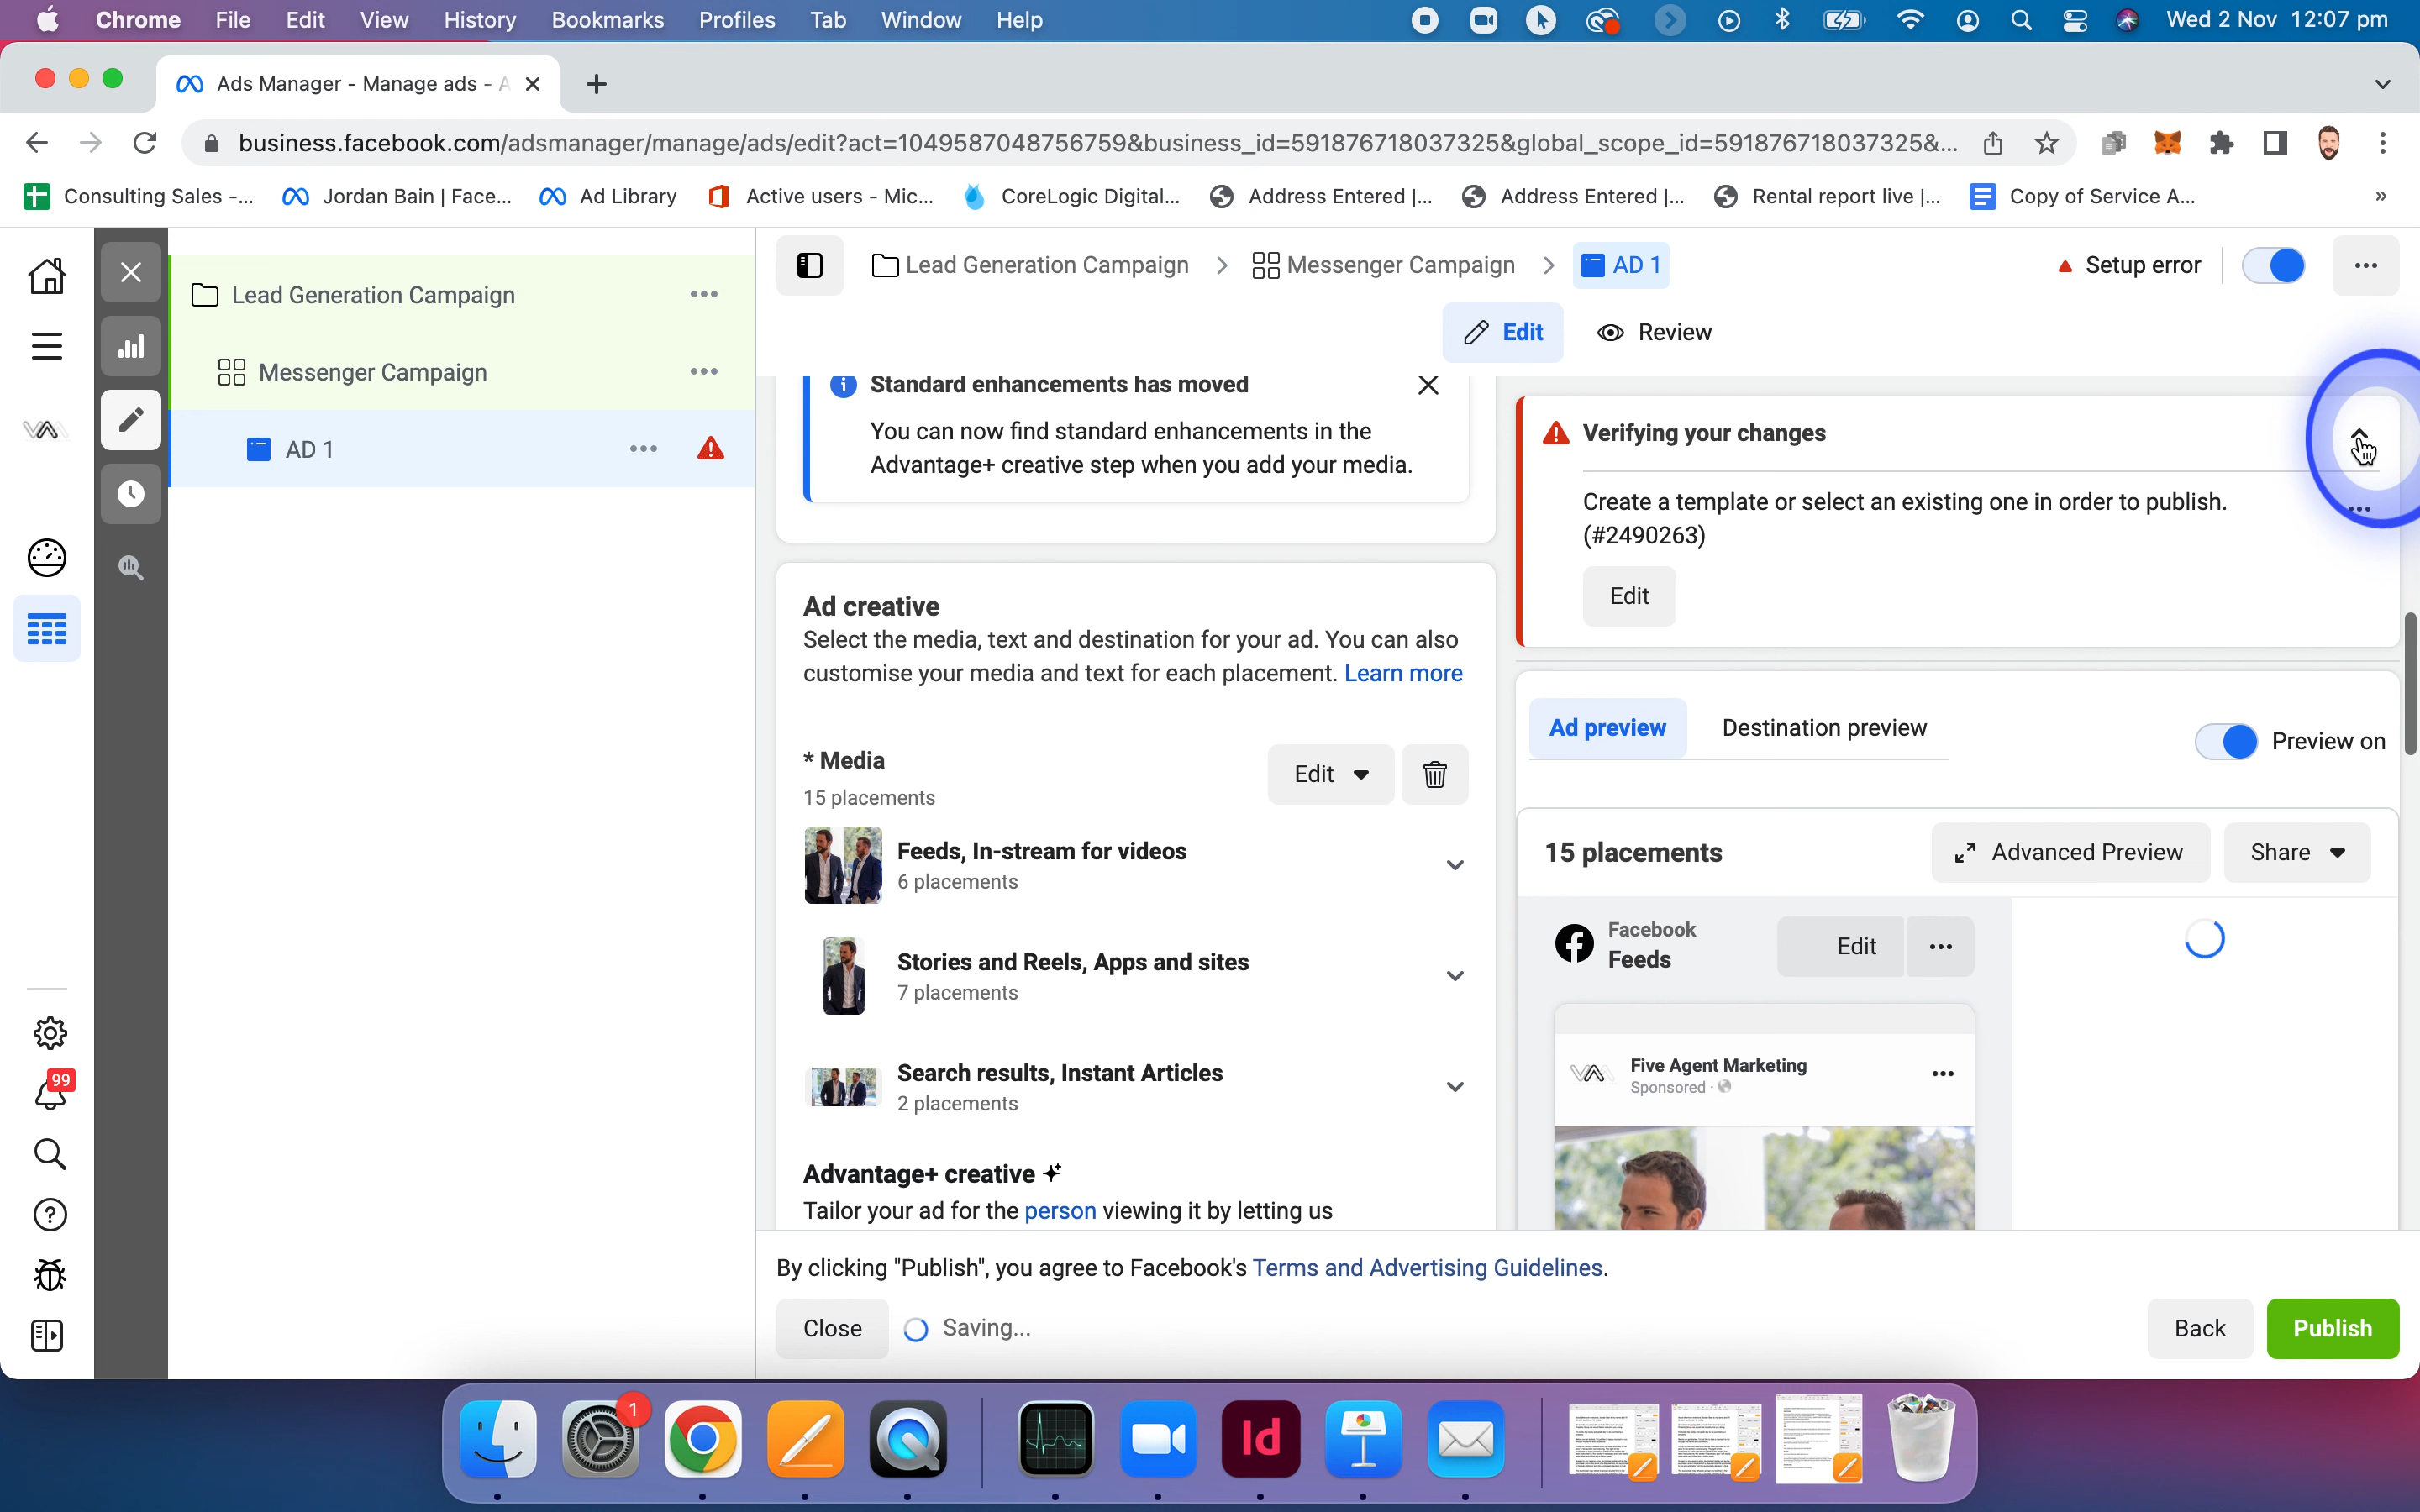 Chrome File Edit View History Bookmarks Profiles Tab Window Help Wed 2 Nov 12:07 pm
Ads Manager - Manage ads - A
business.facebook.com/adsmanager/manage/ads/edit?act=1049587048756759&business_id=591876718037325&global_scope_id=591876718037325&...
Consulting Sales -... Jordan Bain | Face... Ad Library Active users - Mic... CoreLogic Digital... Address Entered |... Address Entered |... Rental report live |... Copy of Service A... »
Lead Generation Campaign
Messenger Campaign
AD 1
99
Lead Generation Campaign > Messenger Campaign > AD 1
Setup error
Edit Review
Standard enhancements has moved
You can now find standard enhancements in the
Advantage+ creative step when you add your media.
Ad creative
Select the media, text and destination for your ad. You can also
customise your media and text for each placement. Learn more
* Media
15 placements
Edit
Feeds, In-stream for videos
6 placements
Stories and Reels, Apps and sites
7 placements
Search results, Instant Articles
2 placements
Advantage+ creative
Tailor your ad for the person viewing it by letting us
Verifying your changes
Create a template or select an existing one in order to publish.
(#2490263)
Edit
Ad preview Destination preview
Preview on
15 placements
Advanced Preview
Share
Facebook
Feeds
Edit
Five Agent Marketing
Sponsored ·
By clicking "Publish", you agree to Facebook's Terms and Advertising Guidelines.
Close Saving...
Back Publish
1
Id